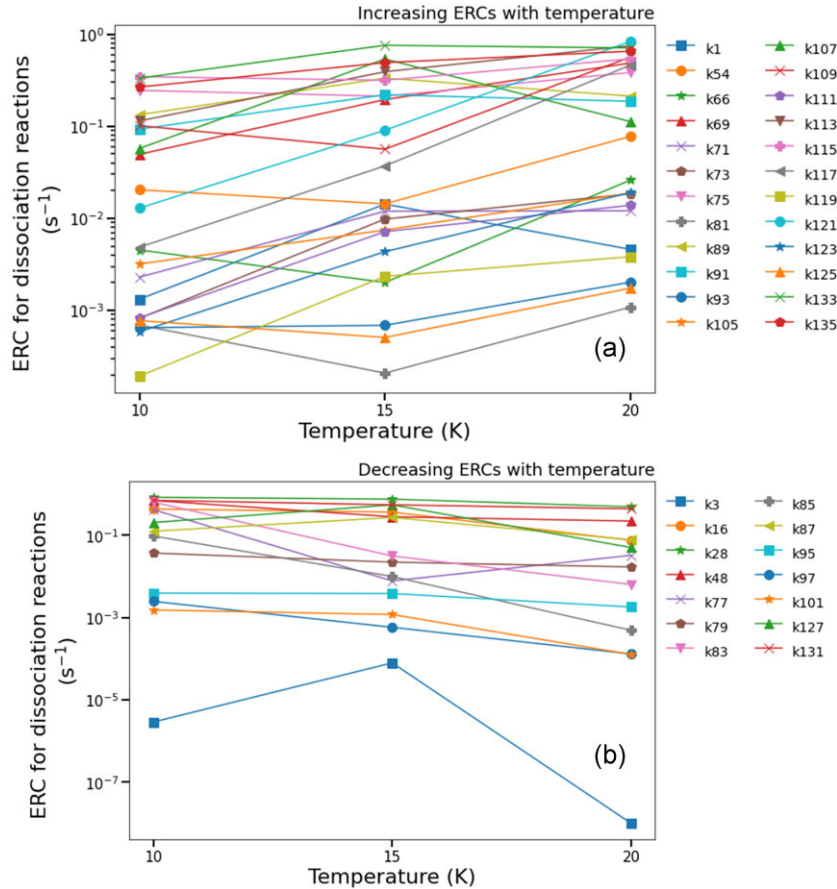 Increasing ERCs with temperature
10⁰
10⁻¹
10⁻²
10⁻³
ERC for dissociation reactions
(s⁻¹)
10
15
20
Temperature (K)
(a)
k1
k54
k66
k69
k71
k73
k75
k81
k89
k91
k93
k105
k107
k109
k111
k113
k115
k117
k119
k121
k123
k125
k133
k135
Decreasing ERCs with temperature
10⁻¹
10⁻³
10⁻⁵
10⁻⁷
ERC for dissociation reactions
(s⁻¹)
10
15
20
Temperature (K)
(b)
k3
k16
k28
k48
k77
k79
k83
k85
k87
k95
k97
k101
k127
k131